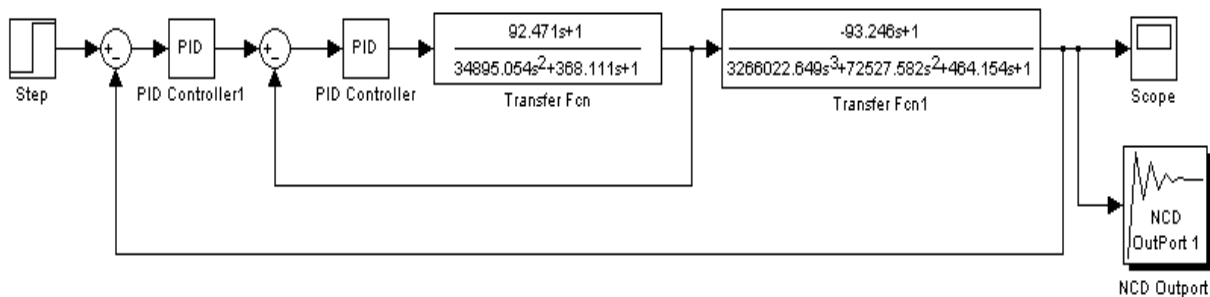 Step
+
−
PID
PID Controller1
+
−
PID
PID Controller
92.471s+1
34895.054s²+368.111s+1
Transfer Fcn
-93.246s+1
3266022.649s³+72527.582s²+464.154s+1
Transfer Fcn1
Scope
NCD
OutPort 1
NCD Outport